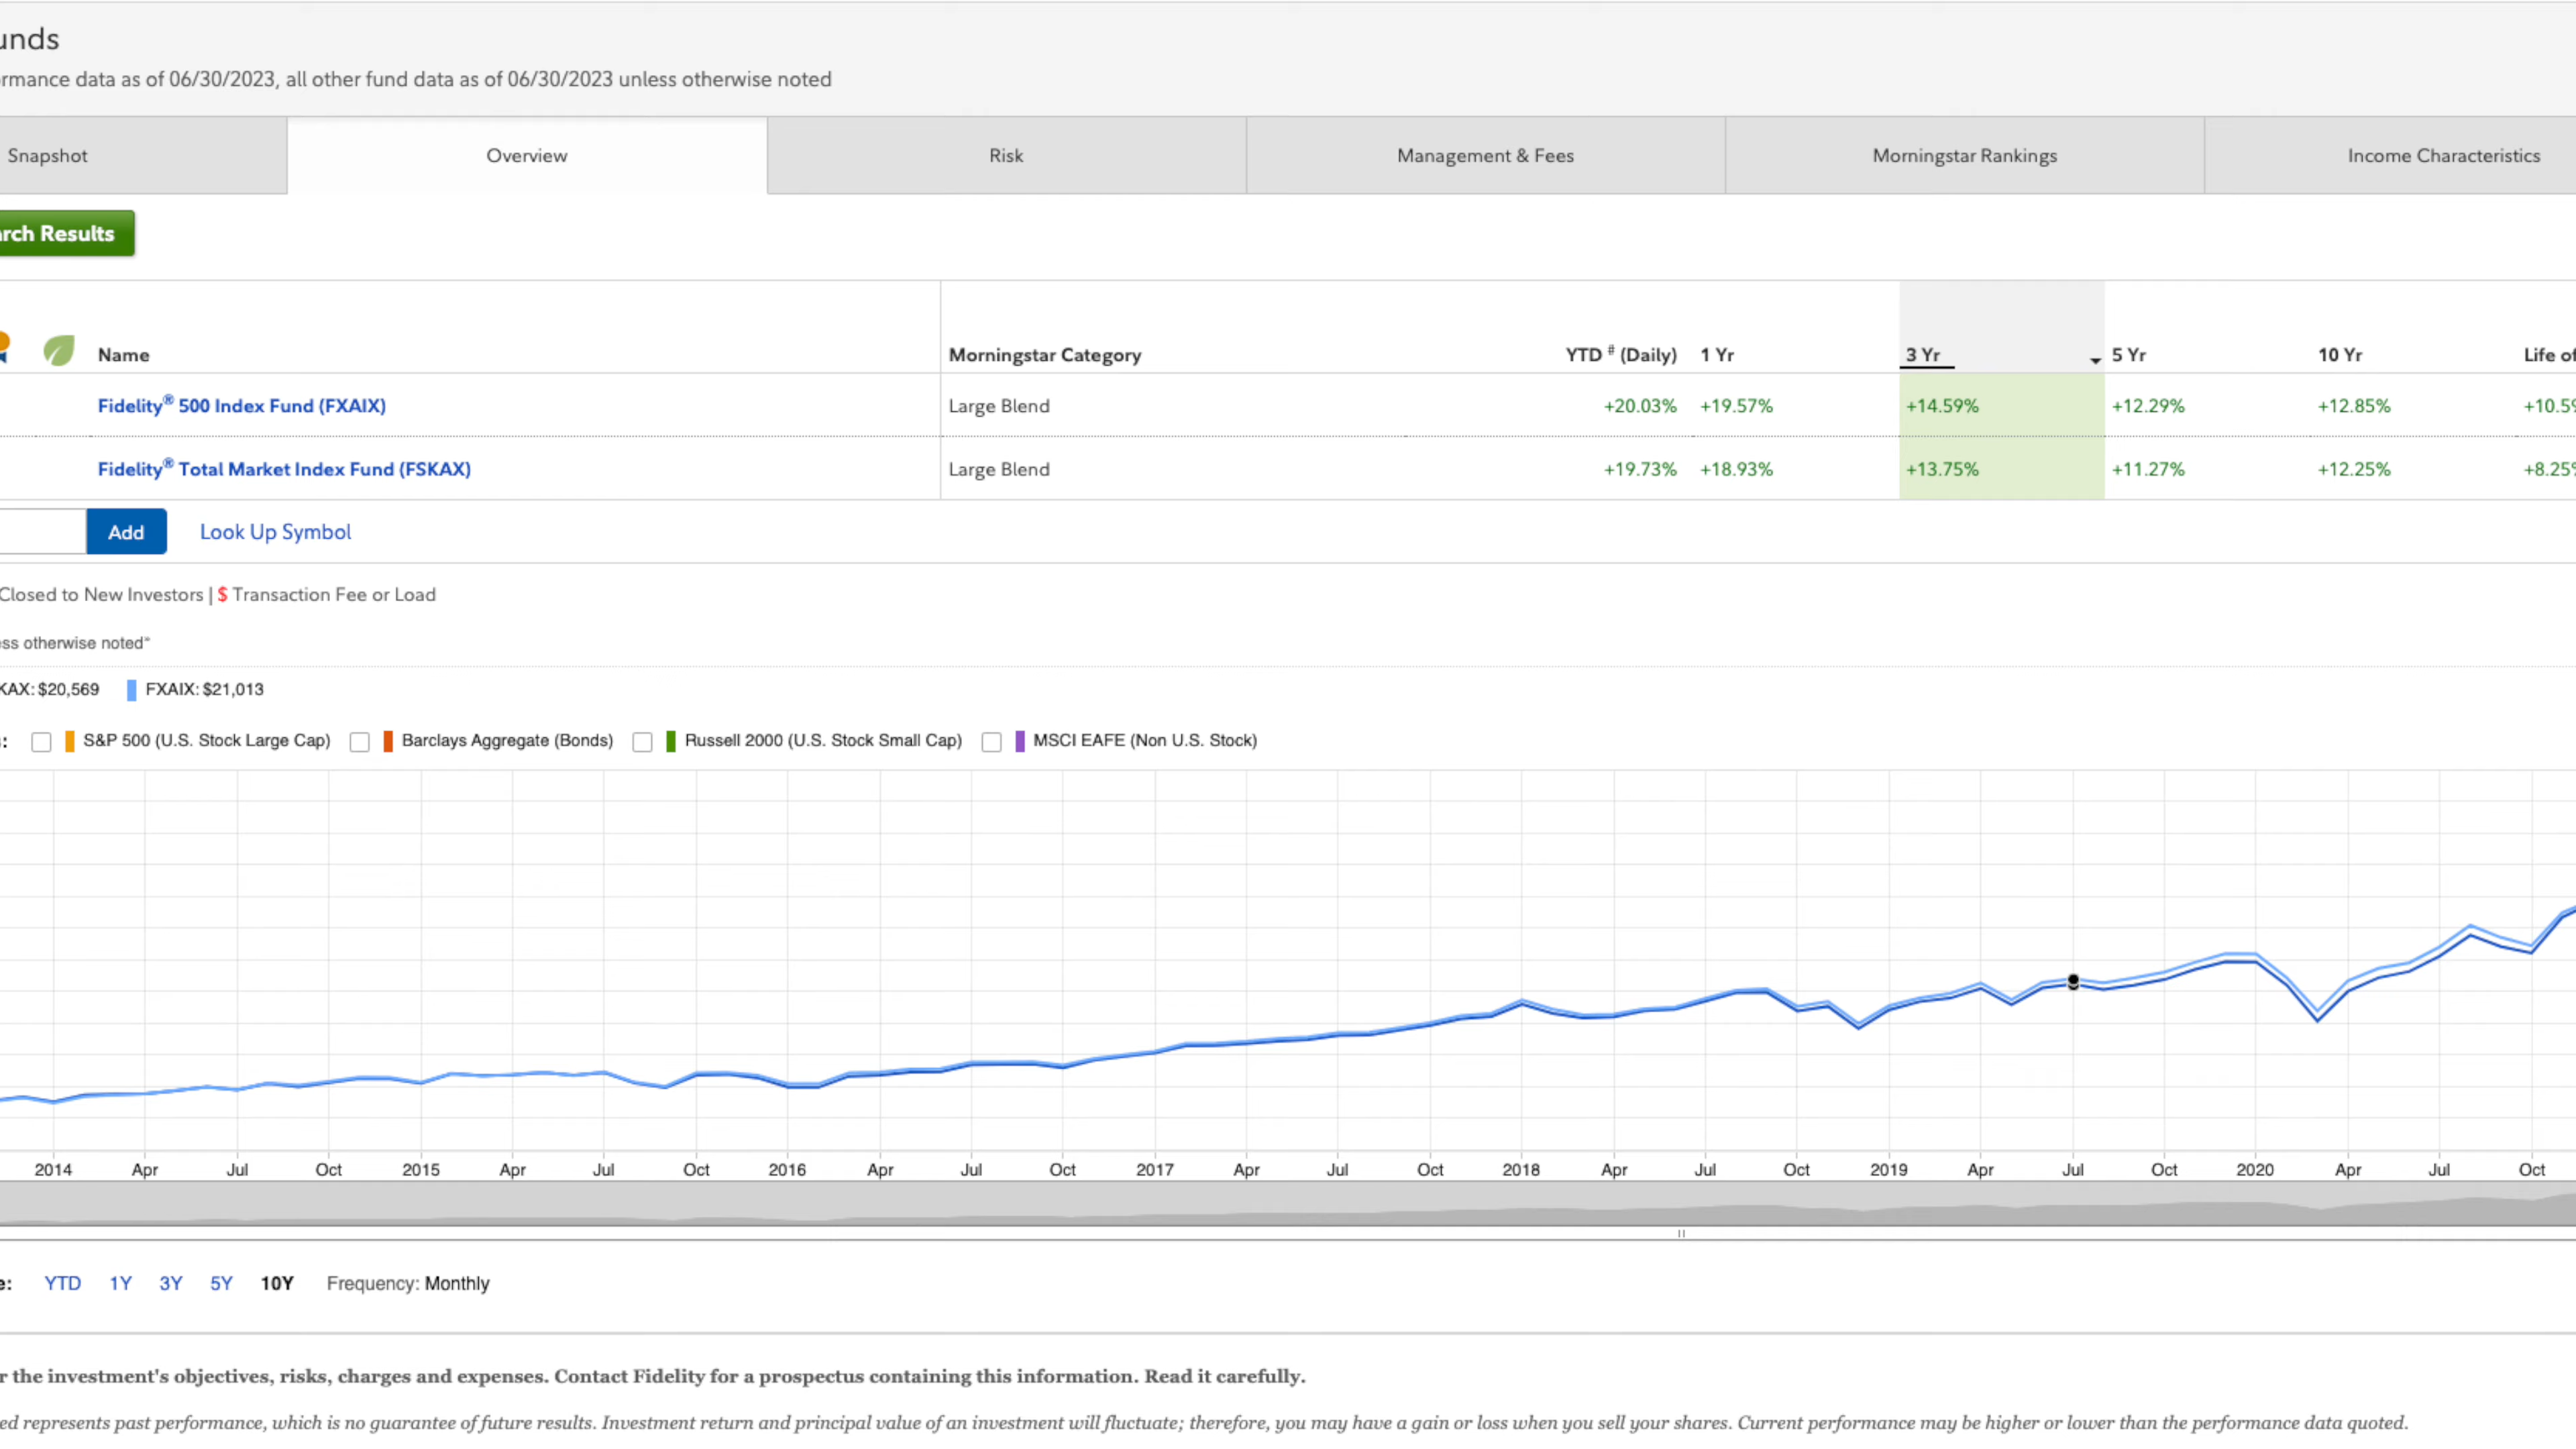 unds
rmance data as of 06/30/2023, all other fund data as of 06/30/2023 unless otherwise noted
Snapshot Overview Risk Management & Fees Morningstar Rankings Income Characteristics
rch Results
Name Morningstar Category YTD # (Daily) 1 Yr 3 Yr 5 Yr 10 Yr Life of
Fidelity® 500 Index Fund (FXAIX) Large Blend +20.03% +19.57% +14.59% +12.29% +12.85% +10.59
Fidelity® Total Market Index Fund (FSKAX) Large Blend +19.73% +18.93% +13.75% +11.27% +12.25% +8.25%
Add Look Up Symbol
Closed to New Investors | $ Transaction Fee or Load
ss otherwise noted"
KAX: $20,569 FXAIX: $21,013
: S&P 500 (U.S. Stock Large Cap) Barclays Aggregate (Bonds) Russell 2000 (U.S. Stock Small Cap) MSCI EAFE (Non U.S. Stock)
2014 Apr Jul Oct 2015 Apr Jul Oct 2016 Apr Jul Oct 2017 Apr Jul Oct 2018 Apr Jul Oct 2019 Apr Jul Oct 2020 Apr Jul Oct
e: YTD 1Y 3Y 5Y 10Y Frequency: Monthly
r the investment's objectives, risks, charges and expenses. Contact Fidelity for a prospectus containing this information. Read it carefully.
ed represents past performance, which is no guarantee of future results. Investment return and principal value of an investment will fluctuate; therefore, you may have a gain or loss when you sell your shares. Current performance may be higher or lower than the performance data quoted.